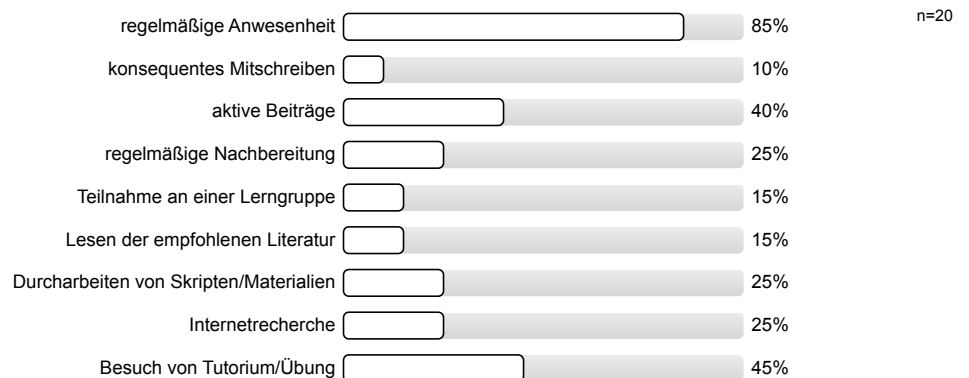 regelmäßige Anwesenheit 85% n=20
konsequentes Mitschreiben 10%
aktive Beiträge 40%
regelmäßige Nachbereitung 25%
Teilnahme an einer Lerngruppe 15%
Lesen der empfohlenen Literatur 15%
Durcharbeiten von Skripten/Materialien 25%
Internetrecherche 25%
Besuch von Tutorium/Übung 45%